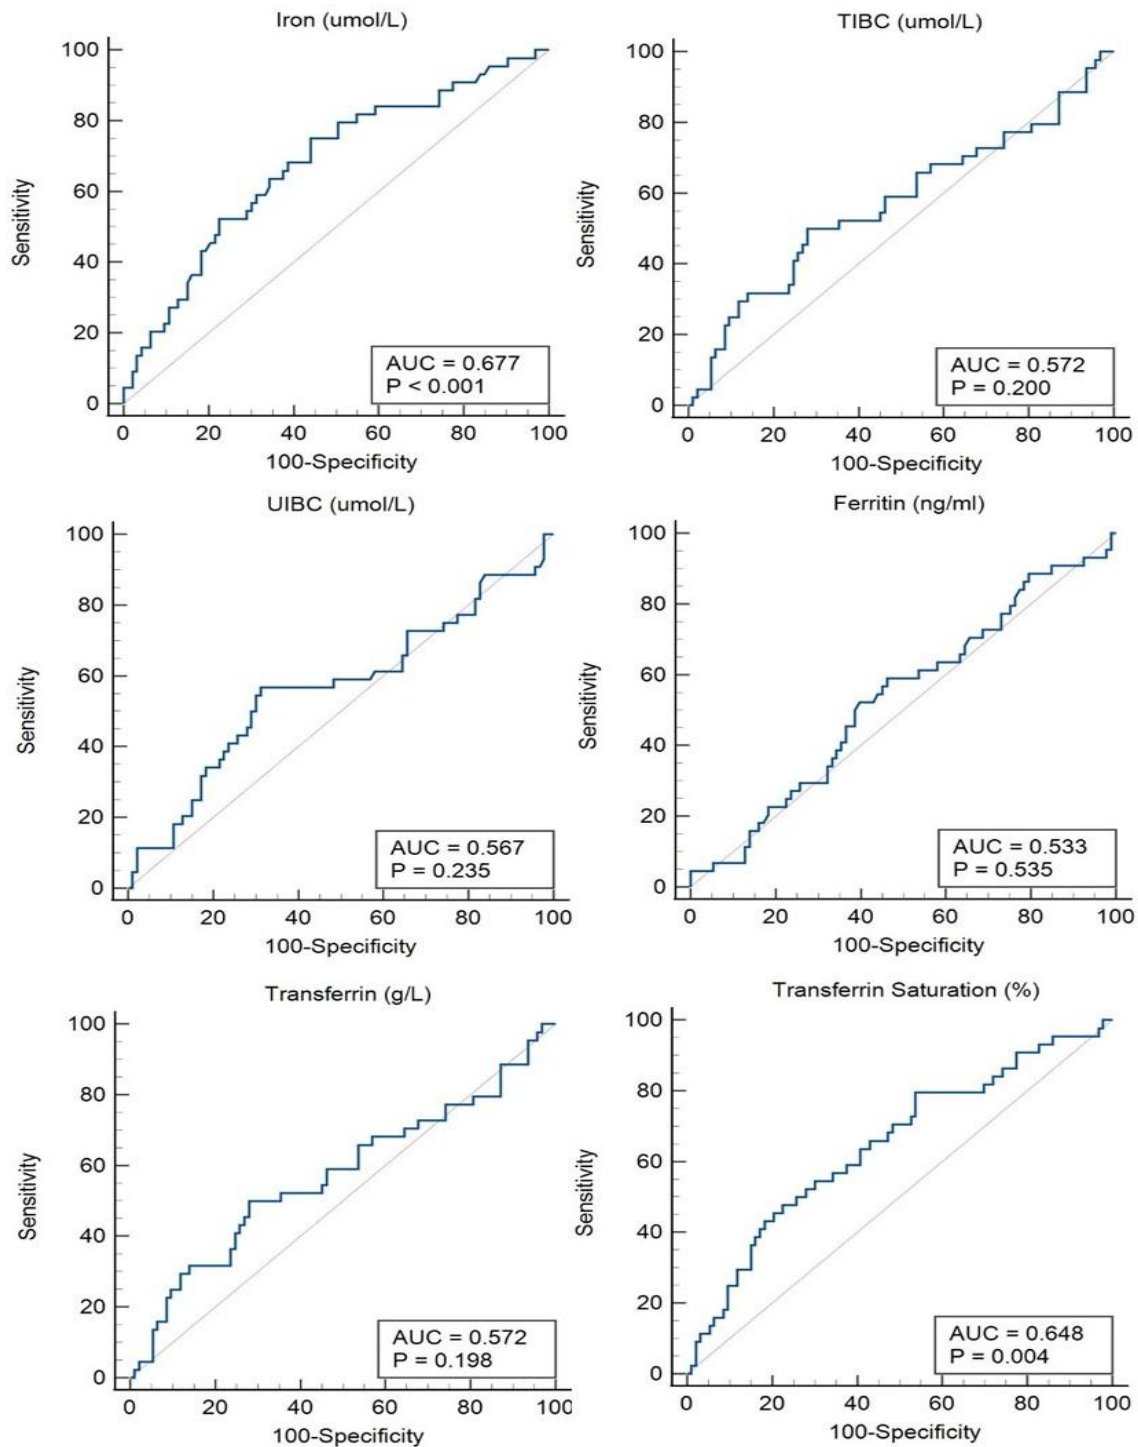 Iron (umol/L)
100
80
60
40
20
0
Sensitivity
AUC = 0.677
P < 0.001
0 20 40 60 80 100
100-Specificity
TIBC (umol/L)
100
80
60
40
20
0
Sensitivity
AUC = 0.572
P = 0.200
0 20 40 60 80 100
100-Specificity
UIBC (umol/L)
100
80
60
40
20
0
Sensitivity
AUC = 0.567
P = 0.235
0 20 40 60 80 100
100-Specificity
Ferritin (ng/ml)
100
80
60
40
20
0
Sensitivity
AUC = 0.533
P = 0.535
0 20 40 60 80 100
100-Specificity
Transferrin (g/L)
100
80
60
40
20
0
Sensitivity
AUC = 0.572
P = 0.198
0 20 40 60 80 100
100-Specificity
Transferrin Saturation (%)
100
80
60
40
20
0
Sensitivity
AUC = 0.648
P = 0.004
0 20 40 60 80 100
100-Specificity